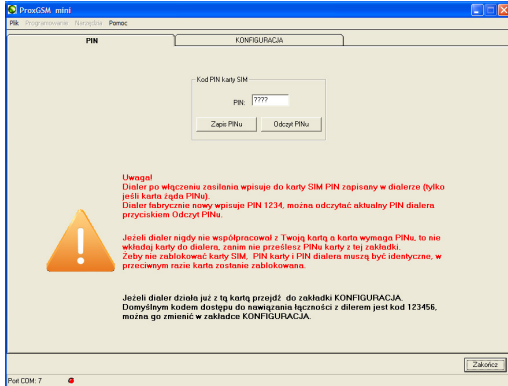 ProxGSM mini
Plik Programowanie Narzędzia Pomoc
PIN KONFIGURACJA
Kod PIN karty SIM
PIN: ????
Zapis PINu Odczyt PINu
Uwaga!
Dialer po włączeniu zasilania wpisuje do karty SIM PIN zapisany w dialerze (tylko
jeśli karta żąda PINu).
Dialer fabrycznie nowy wpisuje PIN 1234, można odczytać aktualny PIN dialera
przyciskiem Odczyt PINu.
Jeżeli dialer nigdy nie współpracował z Twoją kartą a karta wymaga PINu, to nie
wkładaj karty do dialera, zanim nie prześlesz PINu karty z tej zakładki.
Żeby nie zablokować karty SIM, PIN karty i PIN dialera muszą być identyczne, w
przeciwnym razie karta zostanie zablokowana.
Jeżeli dialer działa już z tą kartą przejdź do zakładki KONFIGURACJA.
Domyślnym kodem dostępu do nawiązania łączności z dilerem jest kod 123456,
można go zmienić w zakładce KONFIGURACJA.
Zakończ
Port COM: 7